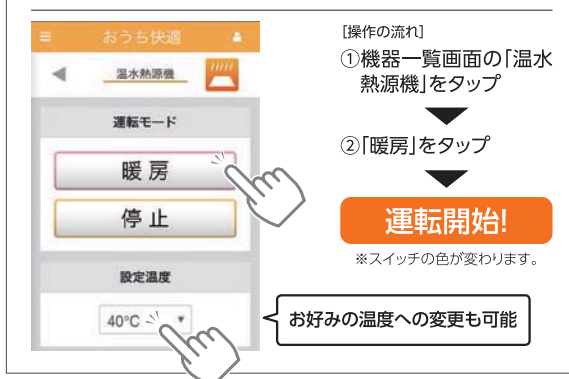 おうち快適
温水熱源機
運転モード
暖房
停止
設定温度
40°C
[操作の流れ]
①機器一覧画面の「温水
熱源機」をタップ
②「暖房」をタップ
運転開始!
※スイッチの色が変わります。
お好みの温度への変更も可能